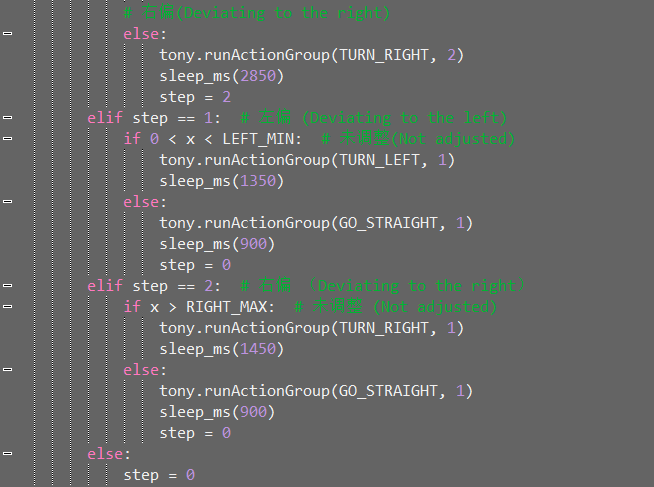 # 右偏(Deviating to the right)
else:
tony.runActionGroup(TURN_RIGHT, 2)
sleep_ms(2850)
step = 2
elif step == 1:  # 左偏 (Deviating to the left)
if 0 < x < LEFT_MIN:  # 未调整(Not adjusted)
tony.runActionGroup(TURN_LEFT, 1)
sleep_ms(1350)
else:
tony.runActionGroup(GO_STRAIGHT, 1)
sleep_ms(900)
step = 0
elif step == 2:  # 右偏 （Deviating to the right）
if x > RIGHT_MAX:  # 未调整 (Not adjusted)
tony.runActionGroup(TURN_RIGHT, 1)
sleep_ms(1450)
else:
tony.runActionGroup(GO_STRAIGHT, 1)
sleep_ms(900)
step = 0
else:
step = 0